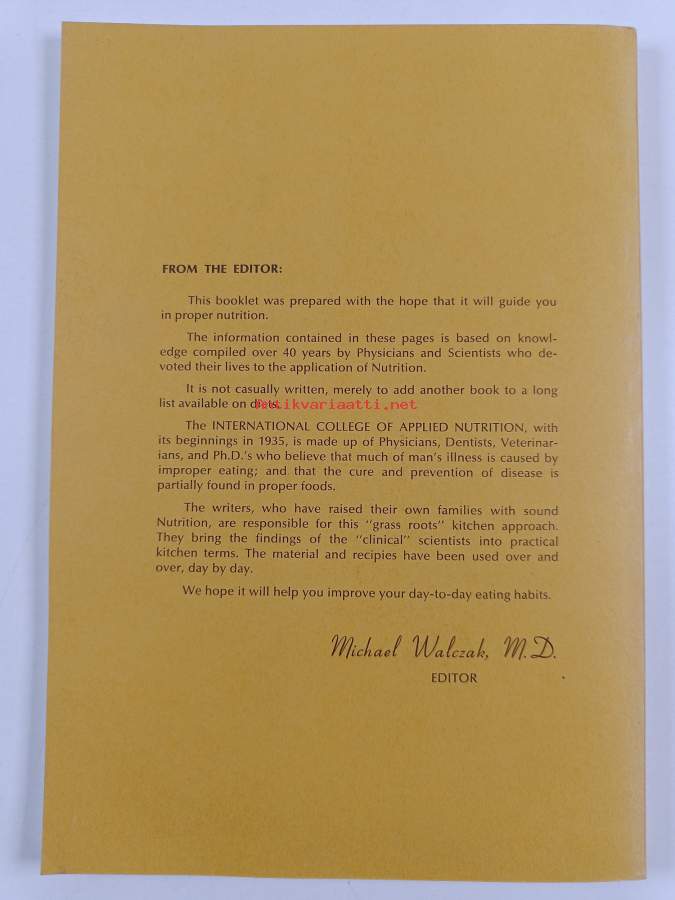 FROM THE EDITOR:
This booklet was prepared with the hope that it will guide you
in proper nutrition.
The information contained in these pages is based on knowl-
edge compiled over 40 years by Physicians and Scientists who de-
voted their lives to the application of Nutrition.
It is not casually written, merely to add another book to a long
list available on diets.
antikvariaatti.net
The INTERNATIONAL COLLEGE OF APPLIED NUTRITION, with
its beginnings in 1935, is made up of Physicians, Dentists, Veterinar-
ians, and Ph.D.'s who believe that much of man's illness is caused by
improper eating; and that the cure and prevention of disease is
partially found in proper foods.
The writers, who have raised their own families with sound
Nutrition, are responsible for this "grass roots" kitchen approach.
They bring the findings of the "clinical" scientists into practical
kitchen terms. The material and recipies have been used over and
over, day by day.
We hope it will help you improve your day-to-day eating habits.
Michael Walczak, M.D.
EDITOR